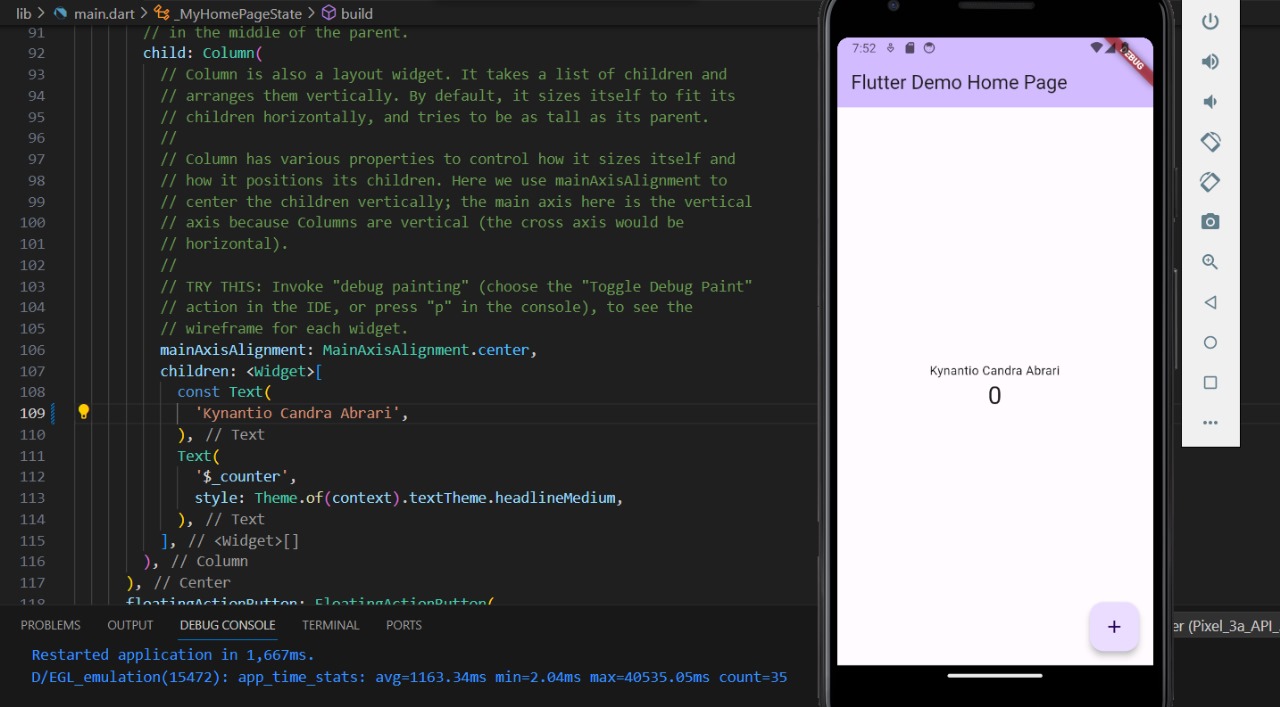 lib > main.dart > _MyHomePageState > build
91 // in the middle of the parent.
92 child: Column(
93 // Column is also a layout widget. It takes a list of children and
94 // arranges them vertically. By default, it sizes itself to fit its
95 // children horizontally, and tries to be as tall as its parent.
96 //
97 // Column has various properties to control how it sizes itself and
98 // how it positions its children. Here we use mainAxisAlignment to
99 // center the children vertically; the main axis here is the vertical
100 // axis because Columns are vertical (the cross axis would be
101 // horizontal).
102 //
103 // TRY THIS: Invoke "debug painting" (choose the "Toggle Debug Paint"
104 // action in the IDE, or press "p" in the console), to see the
105 // wireframe for each widget.
106 mainAxisAlignment: MainAxisAlignment.center,
107 children: <Widget>[
108 const Text(
109 'Kynantio Candra Abrari',
110 ), // Text
111 Text(
112 '$_counter',
113 style: Theme.of(context).textTheme.headlineMedium,
114 ), // Text
115 ], // <Widget>[]
116 ), // Column
117 ), // Center
118 floatingActionButton: FloatingActionButton(
PROBLEMS OUTPUT DEBUG CONSOLE TERMINAL PORTS
Restarted application in 1,667ms.
D/EGL_emulation(15472): app_time_stats: avg=1163.34ms min=2.04ms max=40535.05ms count=35
7:52
DEBUG
Flutter Demo Home Page
Kynantio Candra Abrari
0
+
er (Pixel_3a_API_